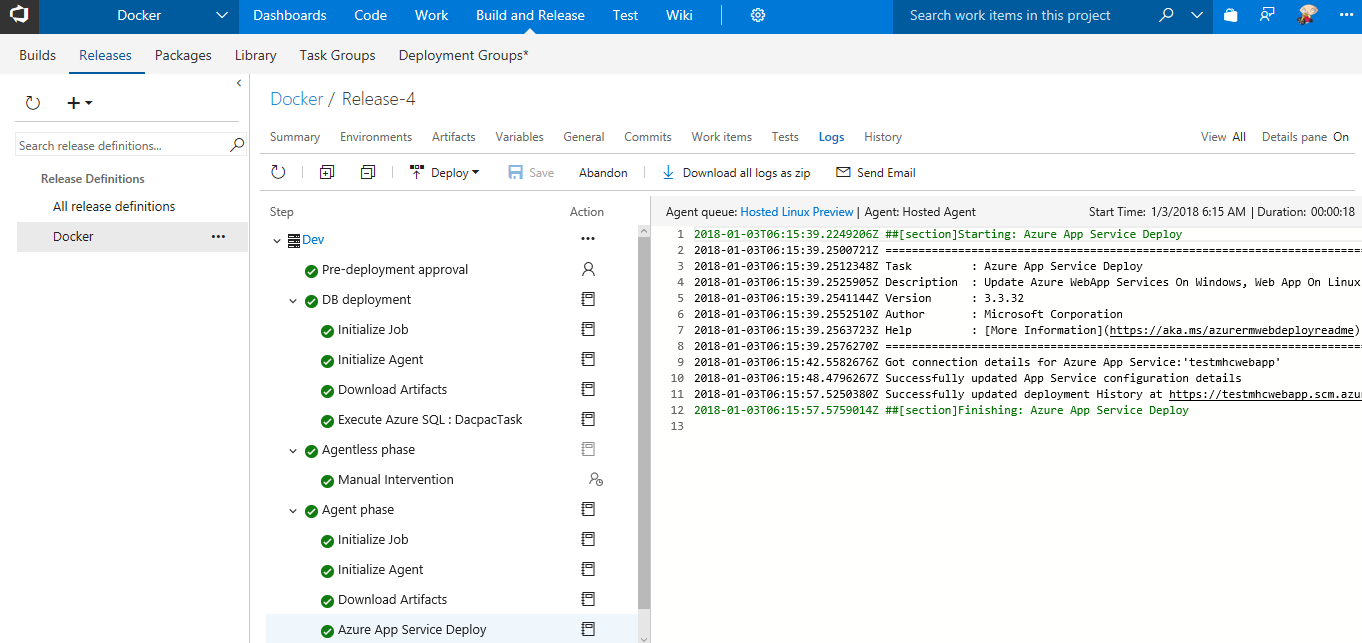 Docker Dashboards Code Work Build and Release Test Wiki Search work items in this project
Builds Releases Packages Library Task Groups Deployment Groups*
Search release definitions...
Release Definitions
All release definitions
Docker
Docker / Release-4
Summary Environments Artifacts Variables General Commits Work items Tests Logs History View All Details pane On
Deploy Save Abandon Download all logs as zip Send Email
Step Action
Dev
Pre-deployment approval
DB deployment
Initialize Job
Initialize Agent
Download Artifacts
Execute Azure SQL : DacpacTask
Agentless phase
Manual Intervention
Agent phase
Initialize Job
Initialize Agent
Download Artifacts
Azure App Service Deploy
Agent queue: Hosted Linux Preview | Agent: Hosted Agent Start Time: 1/3/2018 6:15 AM | Duration: 00:00:18
1 2018-01-03T06:15:39.2249206Z ##[section]Starting: Azure App Service Deploy
2 2018-01-03T06:15:39.2500721Z ==============================================================================
3 2018-01-03T06:15:39.2512348Z Task : Azure App Service Deploy
4 2018-01-03T06:15:39.2525905Z Description : Update Azure WebApp Services On Windows, Web App On Linux
5 2018-01-03T06:15:39.2541144Z Version : 3.3.32
6 2018-01-03T06:15:39.2552510Z Author : Microsoft Corporation
7 2018-01-03T06:15:39.2563723Z Help : [More Information](https://aka.ms/azurermwebdeployreadme)
8 2018-01-03T06:15:39.2576270Z ==============================================================================
9 2018-01-03T06:15:42.5582676Z Got connection details for Azure App Service:'testmhcwebapp'
10 2018-01-03T06:15:48.4796267Z Successfully updated App Service configuration details
11 2018-01-03T06:15:57.5250380Z Successfully updated deployment History at https://testmhcwebapp.scm.azu
12 2018-01-03T06:15:57.5759014Z ##[section]Finishing: Azure App Service Deploy
13